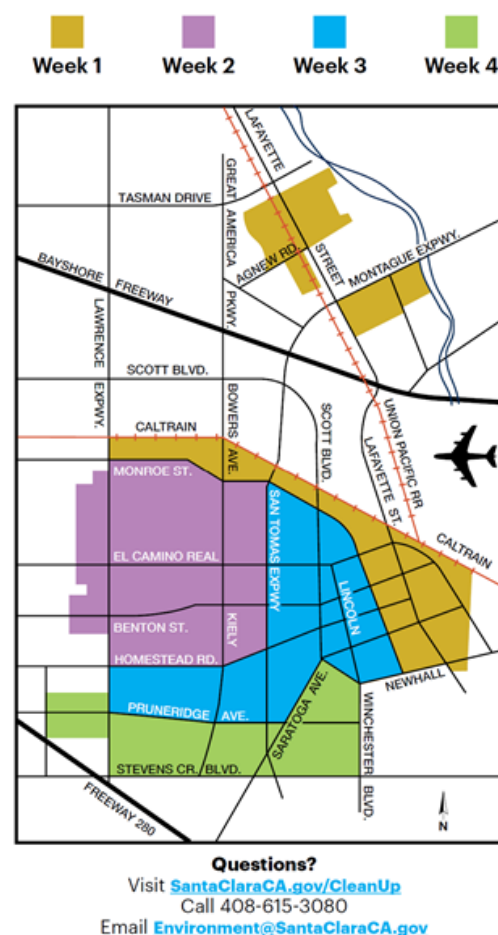 Week 1
Week 2
Week 3
Week 4
LAFAYETTE
STREET
GREAT
AMERICA
PKWY.
TASMAN DRIVE
AGNEW RD.
MONTAGUE EXPWY.
BAYSHORE
FREEWAY
LAWRENCE
EXPWY.
SCOTT BLVD.
BOWERS
AVE.
SCOTT BLVD.
UNION PACIFIC RR
LAFAYETTE ST.
CALTRAIN
CALTRAIN
MONROE ST.
SAN TOMAS EXPWY
EL CAMINO REAL
LINCOLN
KIELY
BENTON ST.
HOMESTEAD RD.
NEWHALL
PRUNERIDGE AVE.
SARATOGA AVE.
WINCHESTER
BLVD.
STEVENS CR. BLVD.
FREEWAY 280
N
Questions?
Visit SantaClaraCA.gov/CleanUp
Call 408-615-3080
Email Environment@SantaClaraCA.gov